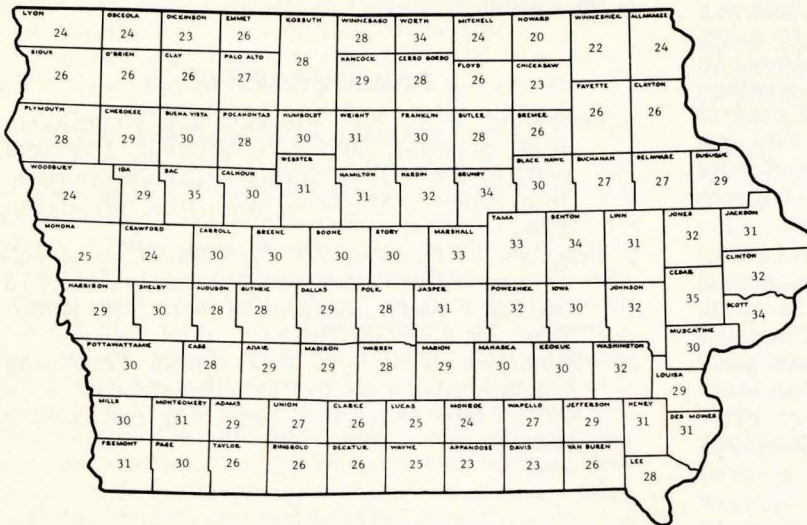 LYON OSCEOLA DICKINSON EMMET KOSSUTH WINNEBAGO WORTH MITCHELL HOWARD WINNESHIEK ALLAMAKEE
24 24 23 26 28 28 34 24 20 22 24
SIOUX O'BRIEN CLAY PALO ALTO HANCOCK CERRO GORDO FLOYD CHICKASAW
26 26 26 27 29 28 26 23
FAYETTE CLAYTON
26 26
PLYMOUTH CHEROKEE BUENA VISTA POCAHONTAS HUMBOLDT WRIGHT FRANKLIN BUTLER BREMER
28 29 30 28 30 31 30 28 26
WOODBURY IDA SAC CALHOUN WEBSTER HAMILTON HARDIN GRUNDY BLACK HAWK BUCHANAN DELAWARE DUBUQUE
24 29 35 30 31 31 32 34 30 27 27 29
MONONA CRAWFORD CARROLL GREENE BOONE STORY MARSHALL TAMA BENTON LINN JONES JACKSON
25 24 30 30 30 30 33 33 34 31 32 31
CLINTON
32
CEDAR
35
SCOTT
34
HARRISON SHELBY AUDUBON GUTHRIE DALLAS POLK JASPER POWESHIEK IOWA JOHNSON
29 30 28 28 29 28 31 32 30 32
MUSCATINE
30
POTTAWATTAMIE CASS ADAIR MADISON WARREN MARION MAHASKA KEOKUK WASHINGTON
30 28 29 29 28 29 30 30 32
LOUISA
29
MILLS MONTGOMERY ADAMS UNION CLARKE LUCAS MONROE WAPELLO JEFFERSON HENRY DES MOINES
30 31 29 27 26 25 24 27 29 31 31
FREMONT PAGE TAYLOR RINGGOLD DECATUR WAYNE APPANOOSE DAVIS VAN BUREN LEE
31 30 26 26 26 25 23 23 26 28